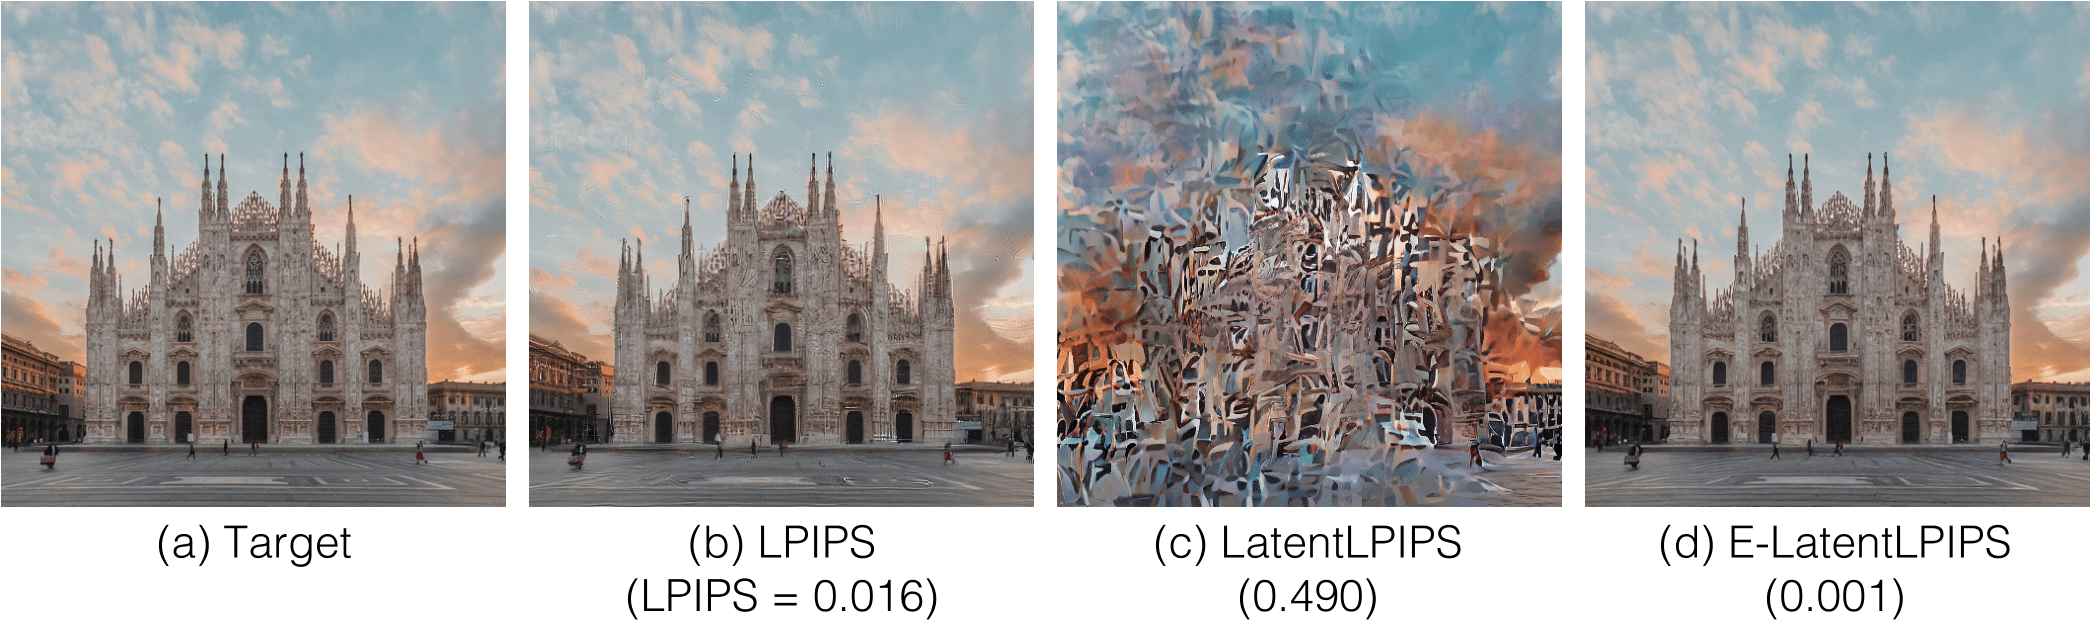 (a) Target
(b) LPIPS
(LPIPS = 0.016)
(c) LatentLPIPS
(0.490)
(d) E-LatentLPIPS
(0.001)